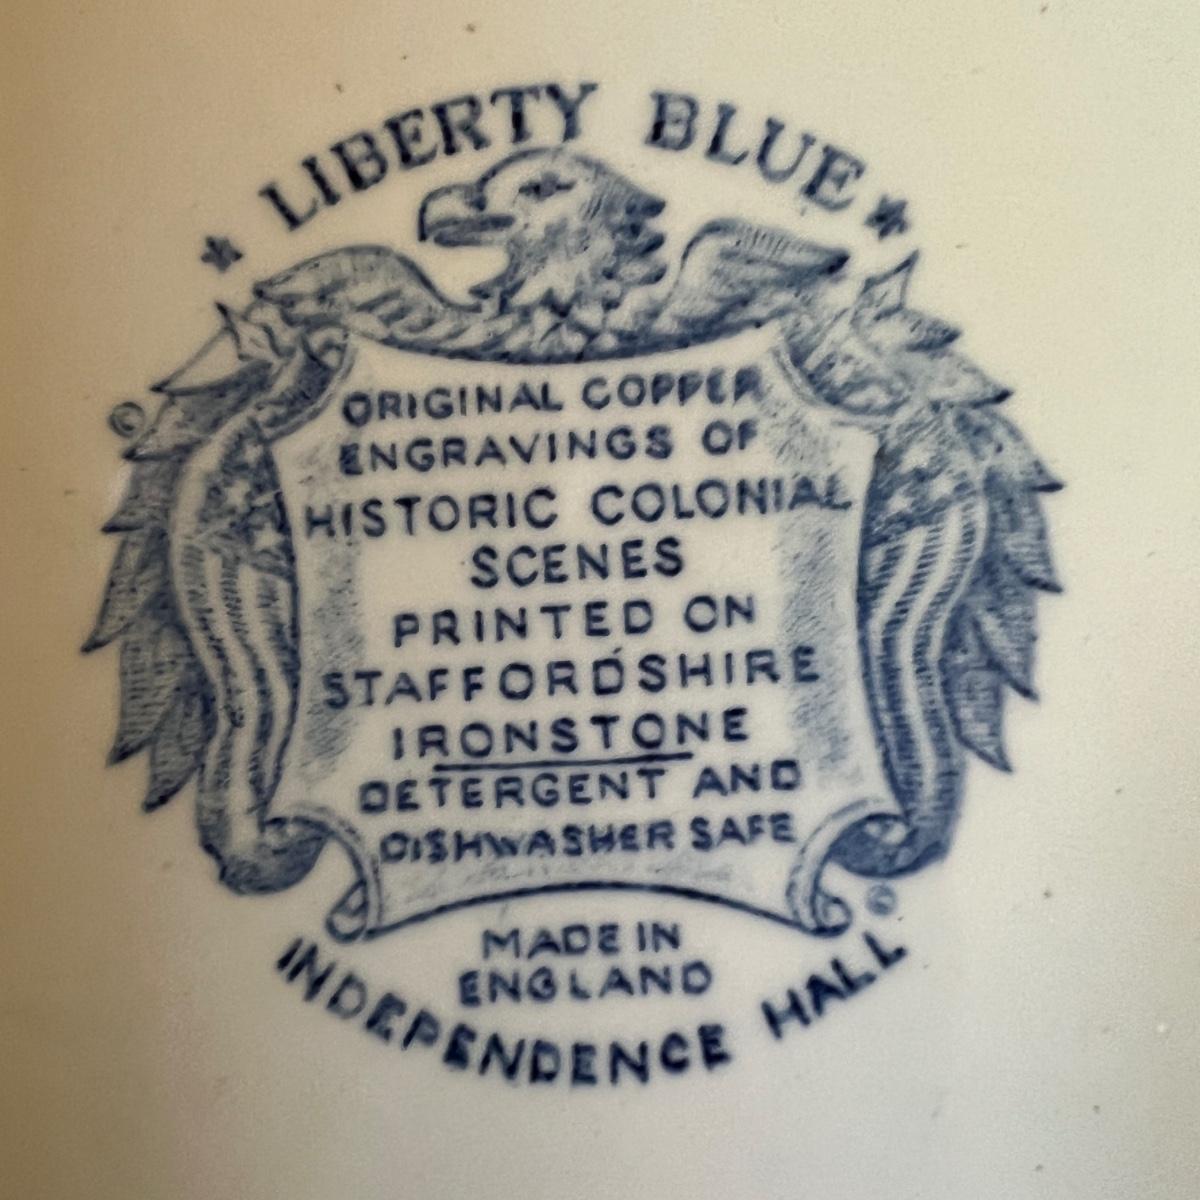 * LIBERTY BLUE *
©
ORIGINAL COPPER
ENGRAVINGS OF
HISTORIC COLONIAL
SCENES
PRINTED ON
STAFFORDSHIRE
IRONSTONE
DETERGENT AND
DISHWASHER SAFE
©
MADE IN
ENGLAND
INDEPENDENCE HALL